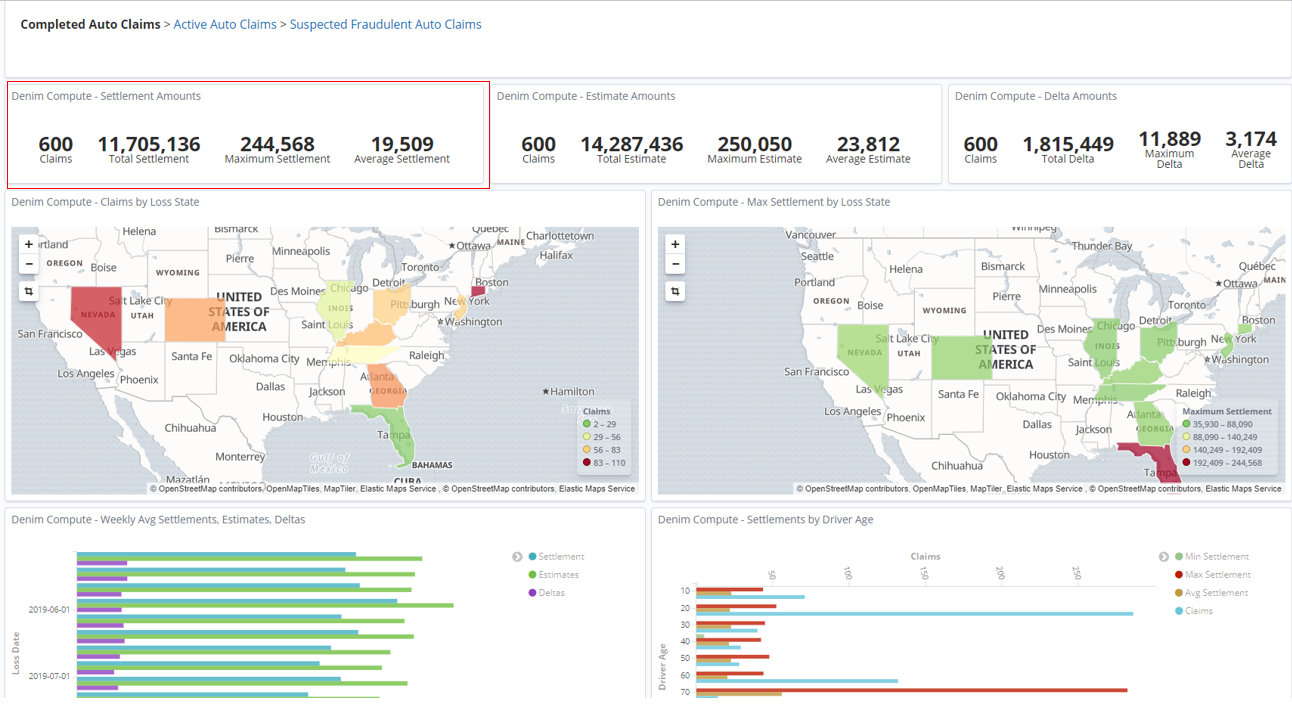 Completed Auto Claims > Active Auto Claims > Suspected Fraudulent Auto Claims
Denim Compute - Settlement Amounts
600
Claims
11,705,136
Total Settlement
244,568
Maximum Settlement
19,509
Average Settlement
Denim Compute - Estimate Amounts
600
Claims
14,287,436
Total Estimate
250,050
Maximum Estimate
23,812
Average Estimate
Denim Compute - Delta Amounts
600
Claims
1,815,449
Total Delta
11,889
Maximum
Delta
3,174
Average
Delta
Denim Compute - Claims by Loss State
+
−
Helena
Bismarck
Quebec
Charlottetown
rtland
Minneapolis
Ottawa
MAINE
Halifax
OREGON
Boise
Pierre
Toronto
WYOMING
Des Moines
Chicago
Detroit
Boston
Salt Lake City
UNITED
STATES OF
AMERICA
NEVADA
UTAH
INOIS
Pittsburgh
New York
San Francisco
Saint Louis
Washington
Las Vegas
Santa Fe
Oklahoma City
Memphis
Raleigh
Los Angeles
Phoenix
Atlanta
Dallas
Jackson
GEORGIA
Hamilton
Houston
Chihuahua
Tampa
Monterrey
Gulf of
BAHAMAS
Mazatlán
CUBA
Claims
2 – 29
29 – 56
56 – 83
83 – 110
© OpenStreetMap contributors, OpenMapTiles, MapTiler, Elastic Maps Service , © OpenStreetMap contributors, Elastic Maps Service
Denim Compute - Max Settlement by Loss State
+
−
Vancouver
Winnipeg
Thunder Bay
Seattle
Québec
Helena
Bismarck
Portland
Ottawa
MAIN
OREGON
Boise
Pierre
Minneapolis
Toronto
WYOMING
Des Moines
Chicago
Detroit
Boston
Salt Lake City
UNITED
STATES OF
AMERICA
NEVADA
UTAH
INOIS
Pittsburgh
New York
San Francisco
Saint Louis
Washington
Las Vegas
Santa Fe
Oklahoma City
Memphis
Raleigh
Los Angeles
Phoenix
Atlanta
Dallas
Jackson
GEORGIA
Houston
Chihuahua
Tampa
Maximum Settlement
35,930 – 88,090
88,090 – 140,249
140,249 – 192,409
192,409 – 244,568
© OpenStreetMap contributors, OpenMapTiles, MapTiler, Elastic Maps Service , © OpenStreetMap contributors, Elastic Maps Service
Denim Compute - Weekly Avg Settlements, Estimates, Deltas
Loss Date
2019-06-01
2019-07-01
Settlement
Estimates
Deltas
Denim Compute - Settlements by Driver Age
Claims
50
100
150
200
250
Driver Age
10
20
30
40
50
60
70
Min Settlement
Max Settlement
Avg Settlement
Claims